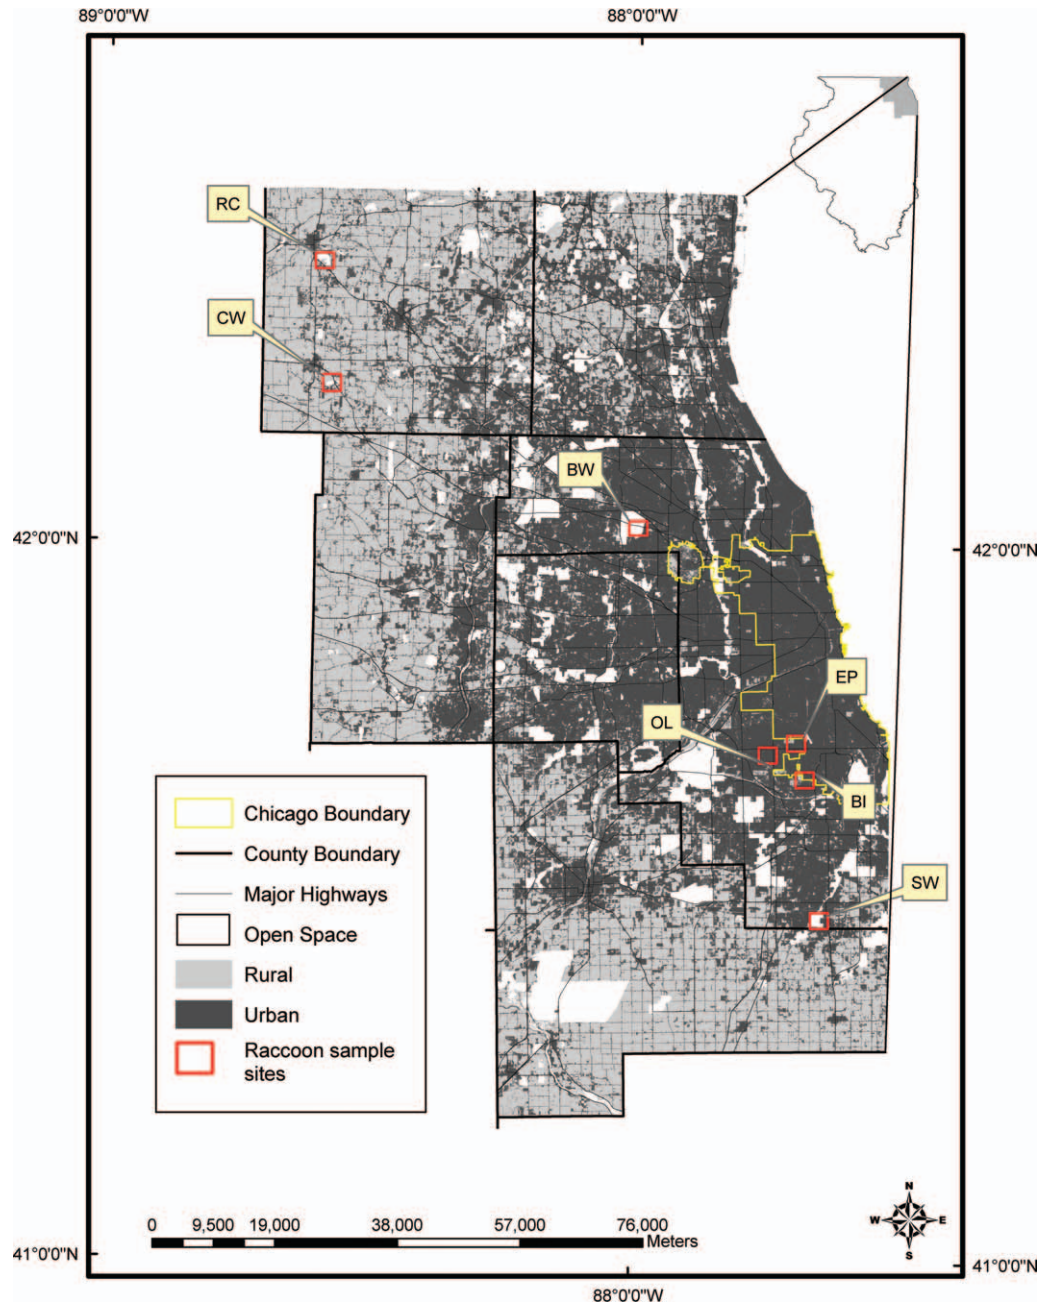 89°0'0"W
88°0'0"W
RC
CW
BW
42°0'0"N
42°0'0"N
EP
OL
BI
SW
Chicago Boundary
County Boundary
Major Highways
Open Space
Rural
Urban
Raccoon sample
sites
N
W
E
S
0
9,500
19,000
38,000
57,000
76,000
Meters
41°0'0"N
41°0'0"N
88°0'0"W